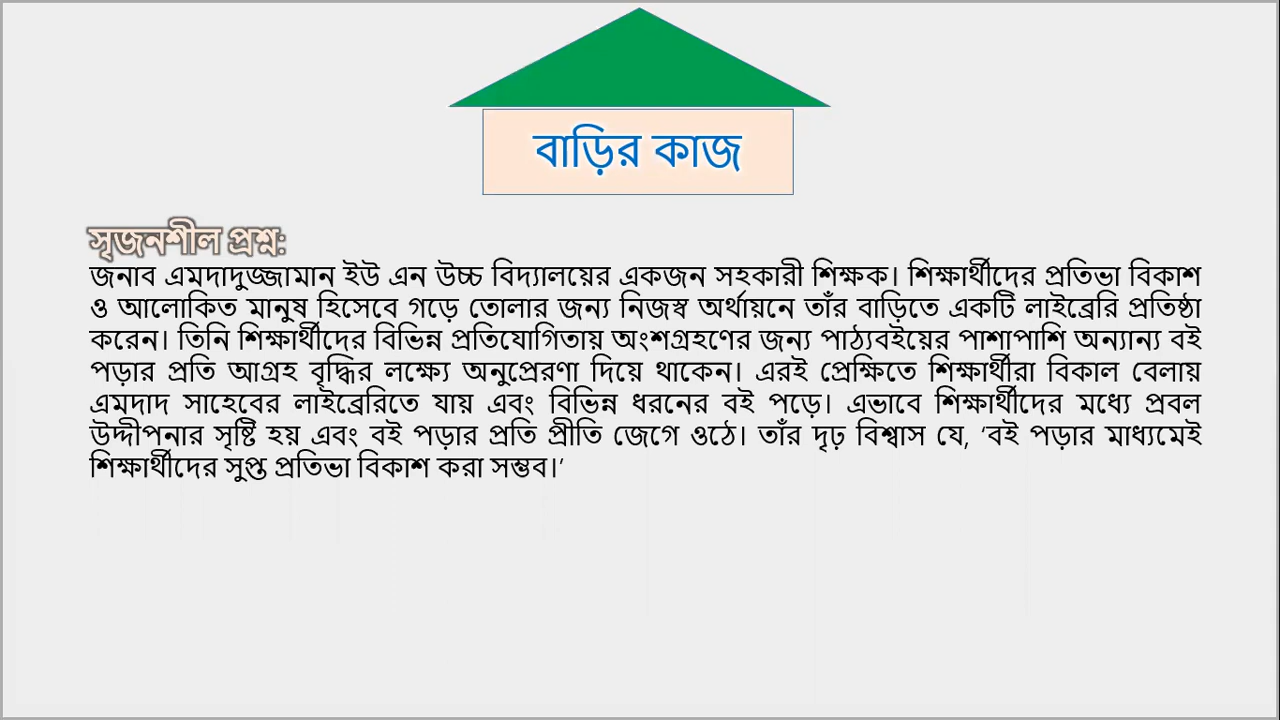 বাড়ির কাজ
সৃজনশীল প্রশ্ন:
জনাব এমদাদুজ্জামান ইউ এন উচ্চ বিদ্যালয়ের একজন সহকারী শিক্ষক। শিক্ষার্থীদের প্রতিভা বিকাশ
ও আলোকিত মানুষ হিসেবে গড়ে তোলার জন্য নিজস্ব অর্থায়নে তাঁর বাড়িতে একটি লাইব্রেরি প্রতিষ্ঠা
করেন। তিনি শিক্ষার্থীদের বিভিন্ন প্রতিযোগিতায় অংশগ্রহণের জন্য পাঠ্যবইয়ের পাশাপাশি অন্যান্য বই
পড়ার প্রতি আগ্রহ বৃদ্ধির লক্ষ্যে অনুপ্রেরণা দিয়ে থাকেন। এরই প্রেক্ষিতে শিক্ষার্থীরা বিকাল বেলায়
এমদাদ সাহেবের লাইব্রেরিতে যায় এবং বিভিন্ন ধরনের বই পড়ে। এভাবে শিক্ষার্থীদের মধ্যে প্রবল
উদ্দীপনার সৃষ্টি হয় এবং বই পড়ার প্রতি প্রীতি জেগে ওঠে। তাঁর দৃঢ় বিশ্বাস যে, ‘বই পড়ার মাধ্যমেই
শিক্ষার্থীদের সুপ্ত প্রতিভা বিকাশ করা সম্ভব।’